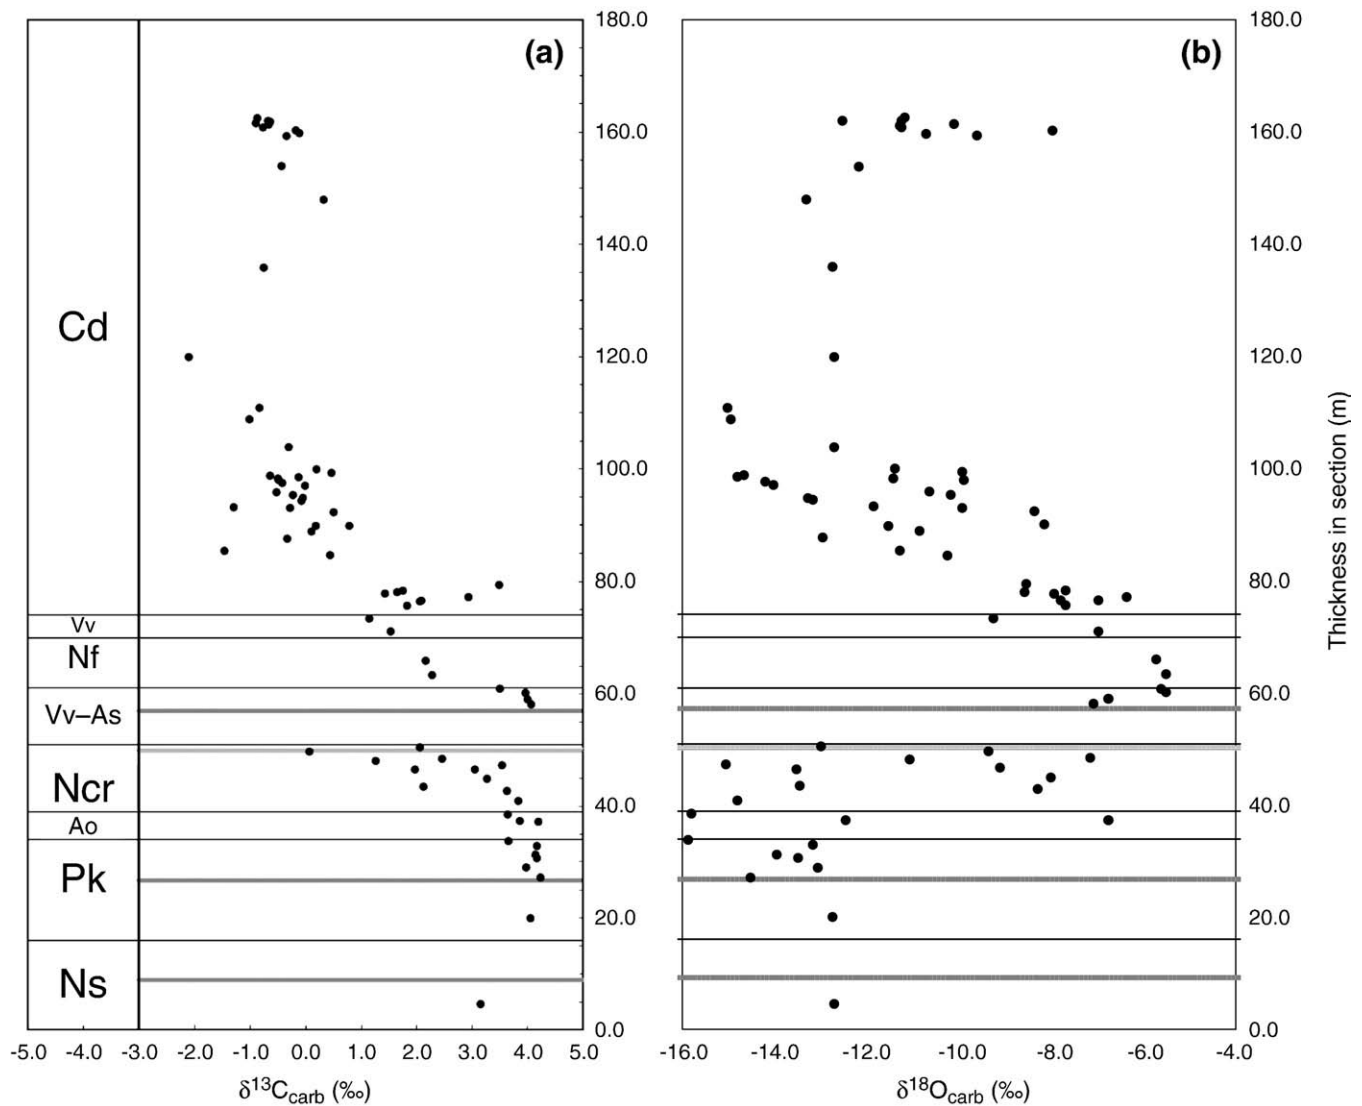 (a)
(b)
Cd
Vv
Nf
Vv–As
Ncr
Ao
Pk
Ns
180.0
160.0
140.0
120.0
100.0
80.0
60.0
40.0
20.0
0.0
180.0
160.0
140.0
120.0
100.0
80.0
60.0
40.0
20.0
0.0
Thickness in section (m)
-5.0 -4.0 -3.0 -2.0 -1.0 0.0 1.0 2.0 3.0 4.0 5.0
-16.0 -14.0 -12.0 -10.0 -8.0 -6.0 -4.0
δ¹³Ccarb (‰)
δ¹⁸Ocarb (‰)